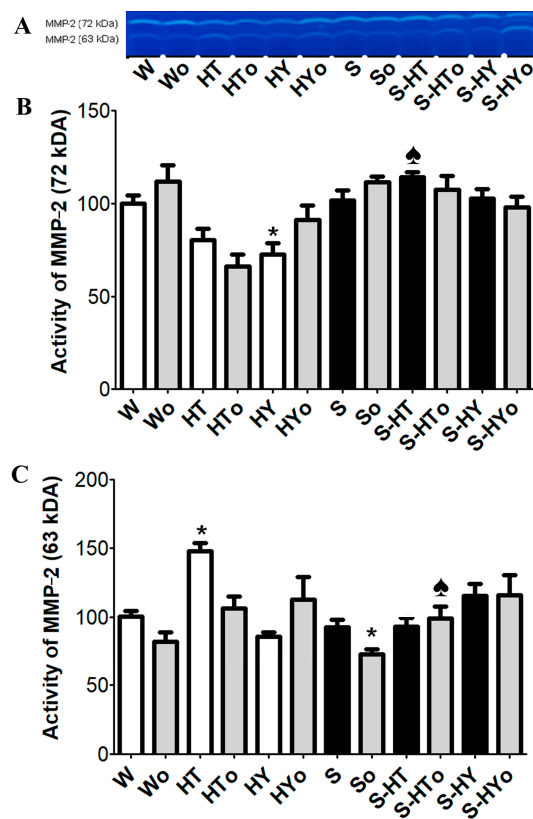 A
MMP-2 (72 kDa)
MMP-2 (63 kDa)
W Wo HT HTo HY HYo S So S-HT S-HTo S-HY S-HYo
B
Activity of MMP-2 (72 kDA)
150
100
50
0
*
♠
W Wo HT HTo HY HYo S So S-HT S-HTo S-HY S-HYo
C
Activity of MMP-2 (63 kDA)
200
150
100
50
0
*
*
♠
W Wo HT HTo HY HYo S So S-HT S-HTo S-HY S-HYo